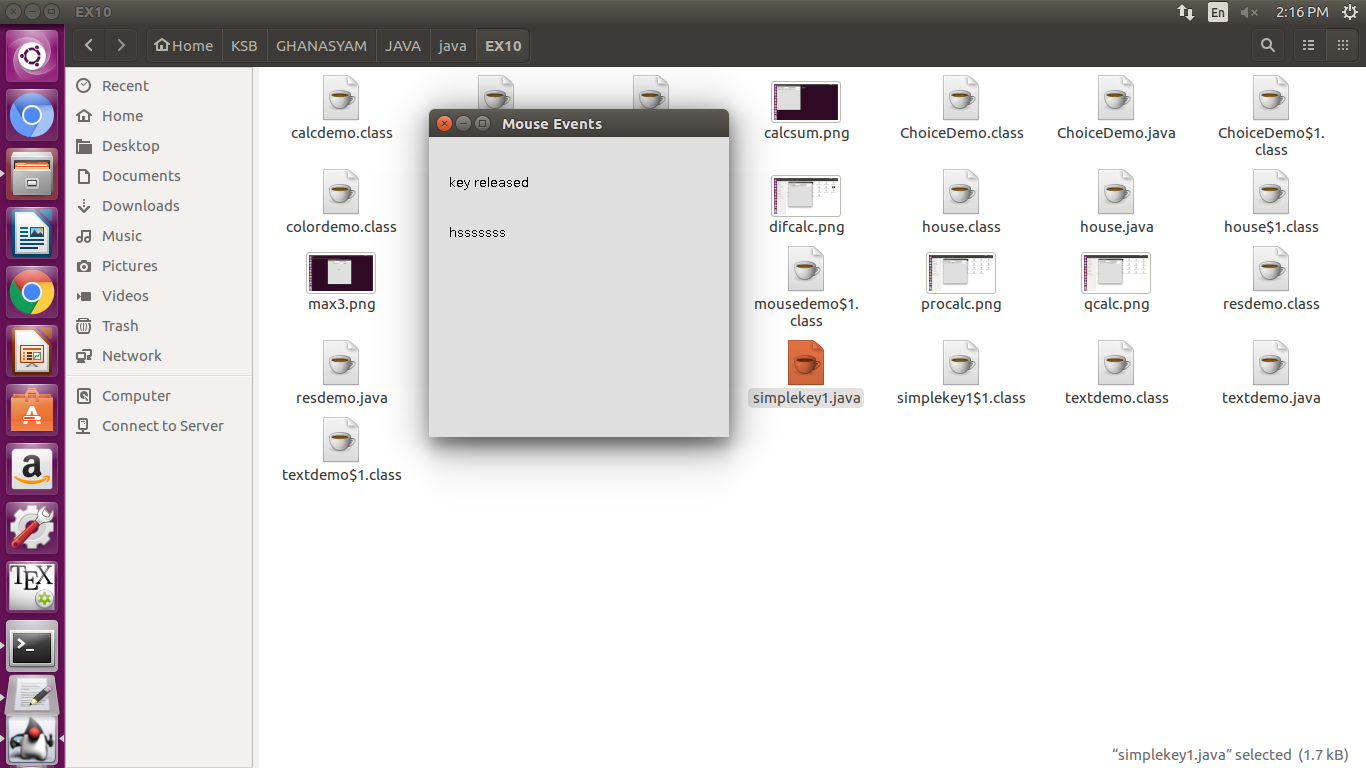 EX10
En
2:16 PM
Home
KSB
GHANASYAM
JAVA
java
EX10
Recent
Home
Desktop
Documents
Downloads
Music
Pictures
Videos
Trash
Network
Computer
Connect to Server
calcdemo.class
calcsum.png
ChoiceDemo.class
ChoiceDemo.java
ChoiceDemo$1.
class
colordemo.class
difcalc.png
house.class
house.java
house$1.class
max3.png
mousedemo$1.
class
procalc.png
qcalc.png
resdemo.class
resdemo.java
simplekey1.java
simplekey1$1.class
textdemo.class
textdemo.java
textdemo$1.class
Mouse Events
key released
hsssssss
TEX
a
>_
“simplekey1.java” selected (1.7 kB)